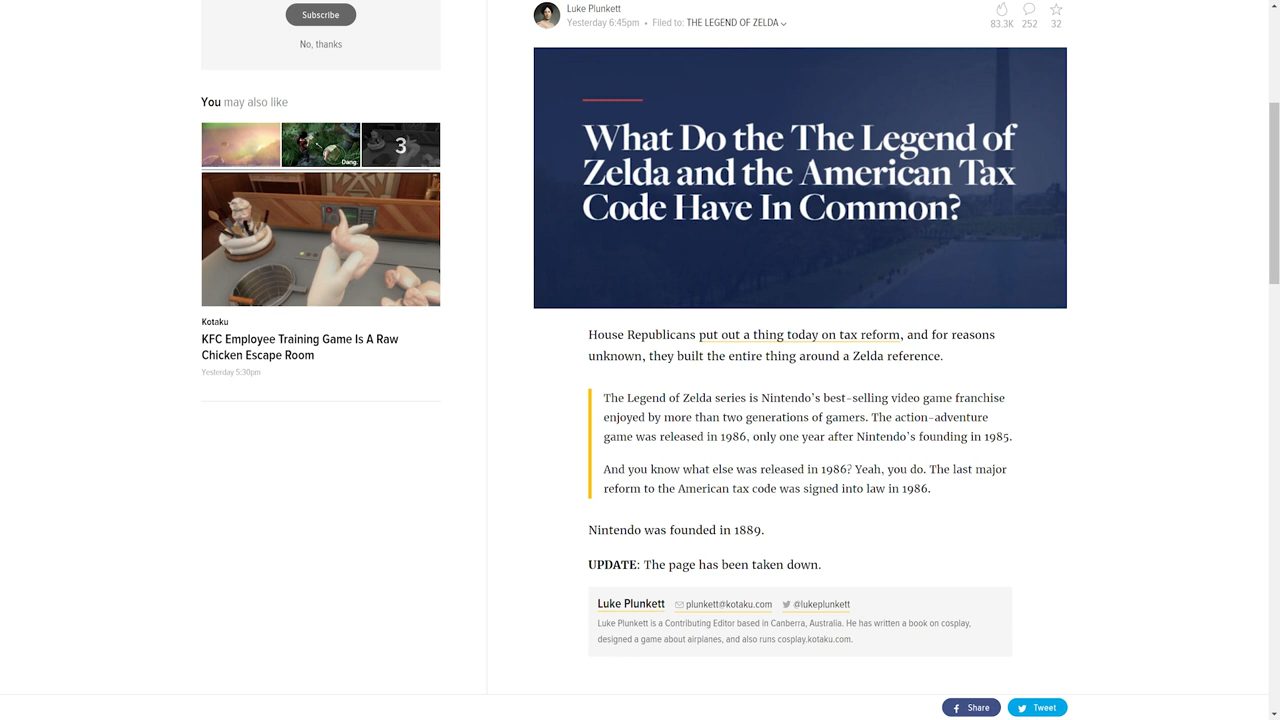 Subscribe
No, thanks
You may also like
Dang.
3
Kotaku
KFC Employee Training Game Is A Raw
Chicken Escape Room
Yesterday 5:30pm
Luke Plunkett
Yesterday 6:45pm • Filed to: THE LEGEND OF ZELDA
83.3K 252 32
What Do the The Legend of
Zelda and the American Tax
Code Have In Common?
House Republicans put out a thing today on tax reform, and for reasons
unknown, they built the entire thing around a Zelda reference.
The Legend of Zelda series is Nintendo's best-selling video game franchise
enjoyed by more than two generations of gamers. The action-adventure
game was released in 1986, only one year after Nintendo's founding in 1985.
And you know what else was released in 1986? Yeah, you do. The last major
reform to the American tax code was signed into law in 1986.
Nintendo was founded in 1889.
UPDATE: The page has been taken down.
Luke Plunkett plunkett@kotaku.com @lukeplunkett
Luke Plunkett is a Contributing Editor based in Canberra, Australia. He has written a book on cosplay,
designed a game about airplanes, and also runs cosplay.kotaku.com.
Share Tweet